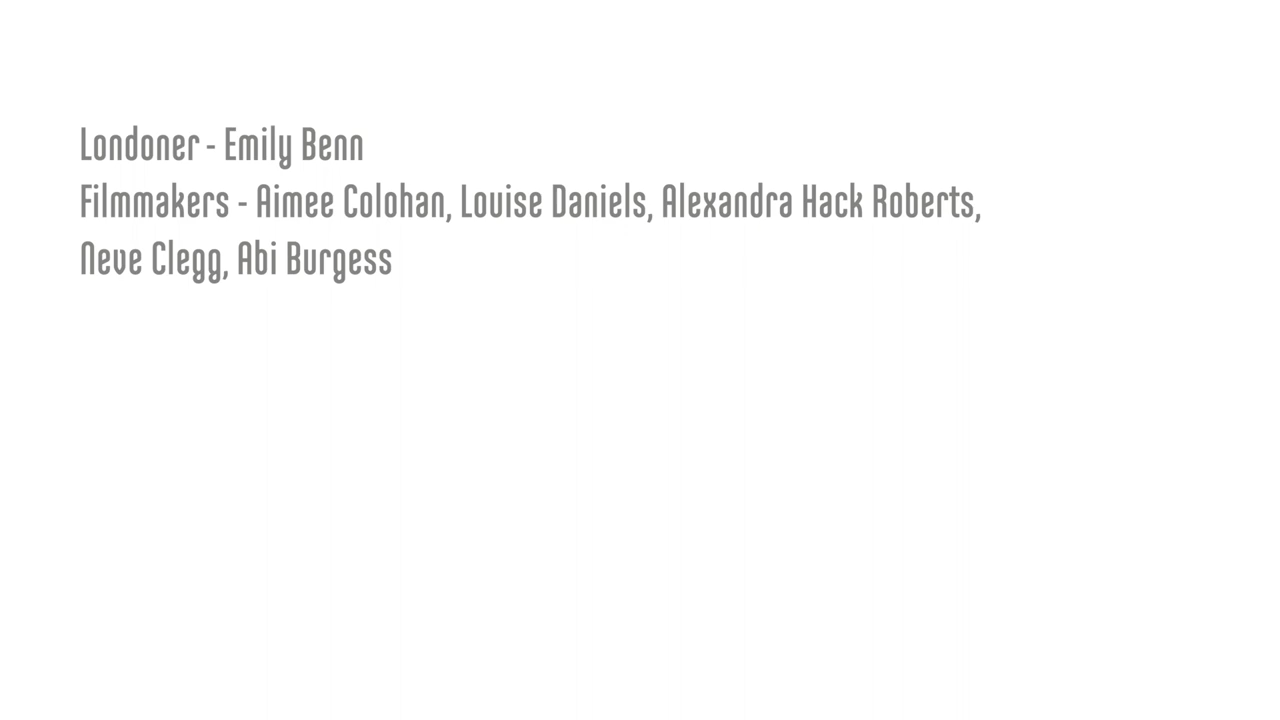 Londoner - Emily Benn
Filmmakers - Aimee Colohan, Louise Daniels, Alexandra Hack Roberts,
Neve Clegg, Abi Burgess